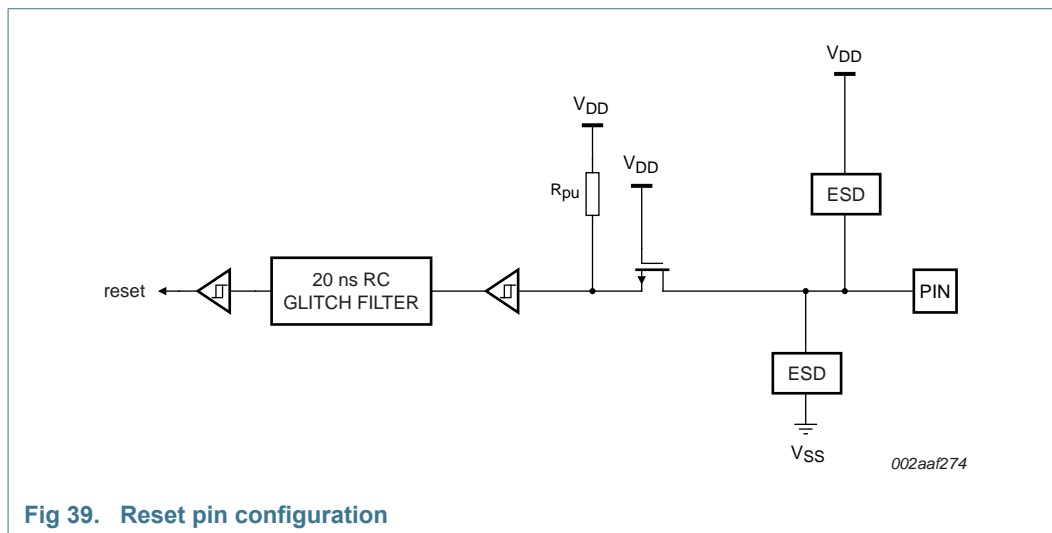 VDD
VDD
VDD
Rpu
ESD
reset
20 ns RC
GLITCH FILTER
PIN
ESD
VSS
002aaf274
Fig 39. Reset pin configuration